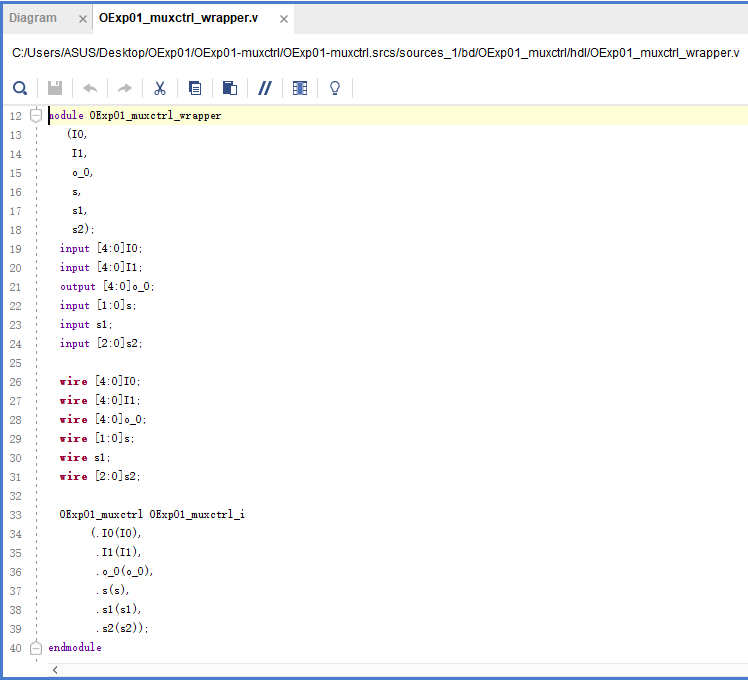 Diagram × OExp01_muxctrl_wrapper.v ×
C:/Users/ASUS/Desktop/OExp01/OExp01-muxctrl/OExp01-muxctrl.srcs/sources_1/bd/OExp01_muxctrl/hdl/OExp01_muxctrl_wrapper.v
12 module OExp01_muxctrl_wrapper
13 (I0,
14 I1,
15 o_0,
16 s,
17 s1,
18 s2);
19 input [4:0]I0;
20 input [4:0]I1;
21 output [4:0]o_0;
22 input [1:0]s;
23 input s1;
24 input [2:0]s2;
25
26 wire [4:0]I0;
27 wire [4:0]I1;
28 wire [4:0]o_0;
29 wire [1:0]s;
30 wire s1;
31 wire [2:0]s2;
32
33 OExp01_muxctrl OExp01_muxctrl_i
34 (.I0(I0),
35 .I1(I1),
36 .o_0(o_0),
37 .s(s),
38 .s1(s1),
39 .s2(s2));
40 endmodule